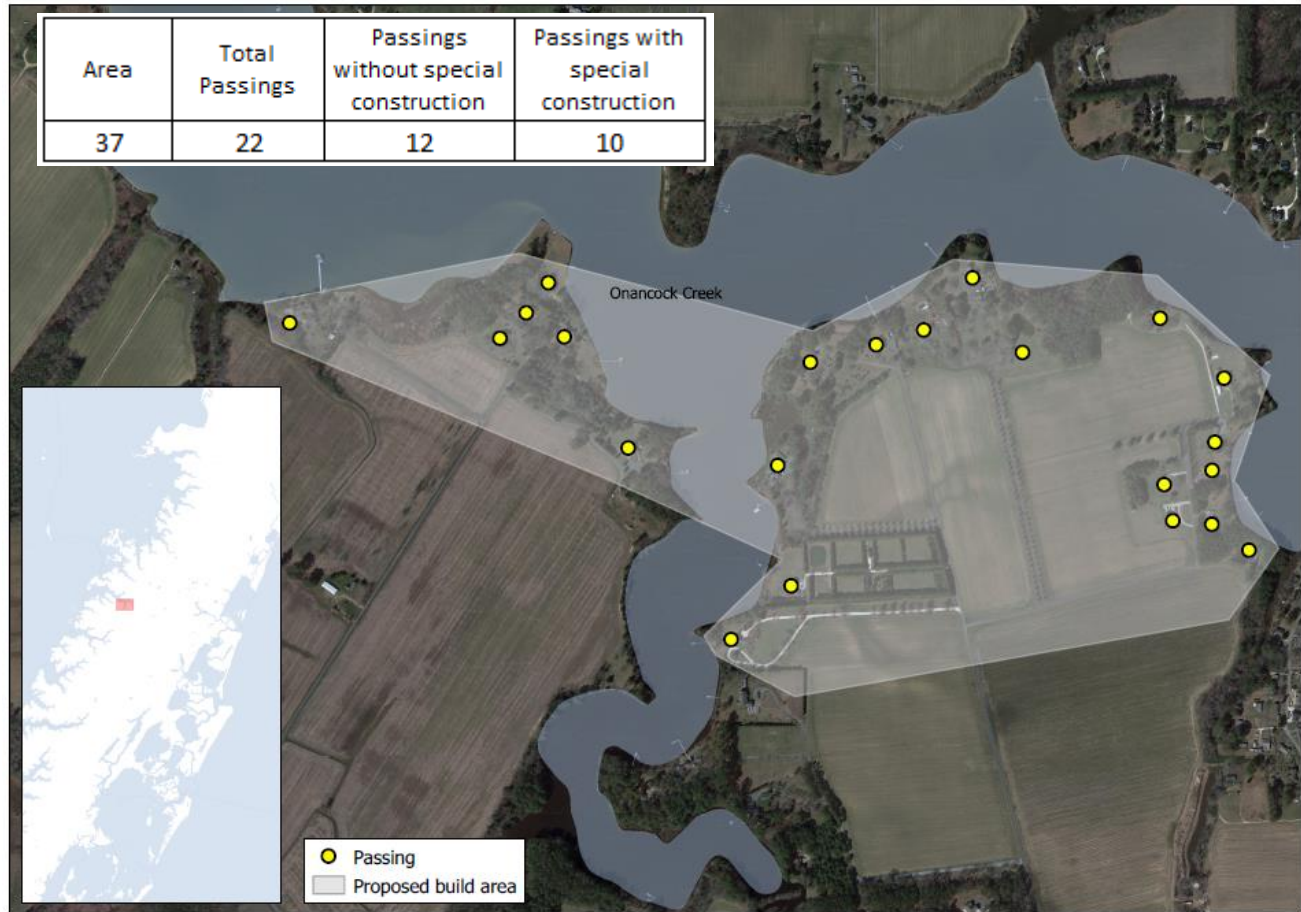 Area
Total
Passings
Passings
without special
construction
Passings with
special
construction
37
22
12
10
Onancock Creek
Passing
Proposed build area